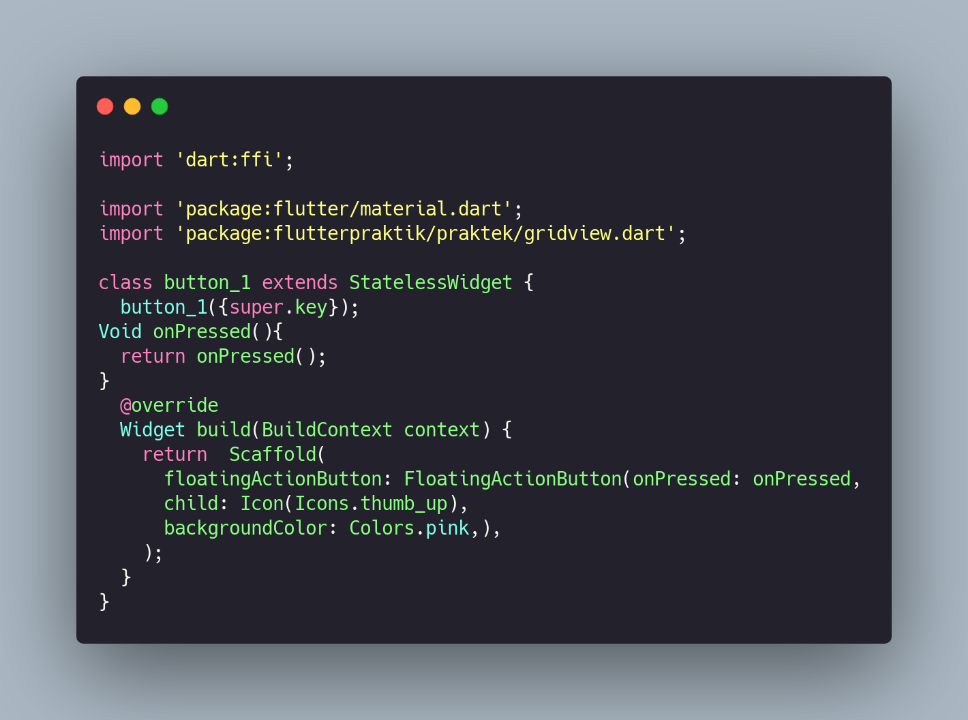 import 'dart:ffi';

import 'package:flutter/material.dart';
import 'package:flutterpraktik/praktek/gridview.dart';

class button_1 extends StatelessWidget {
  button_1({super.key});
Void onPressed(){
  return onPressed();
}
  @override
  Widget build(BuildContext context) {
    return  Scaffold(
      floatingActionButton: FloatingActionButton(onPressed: onPressed,
      child: Icon(Icons.thumb_up),
      backgroundColor: Colors.pink,),
    );
  }
}